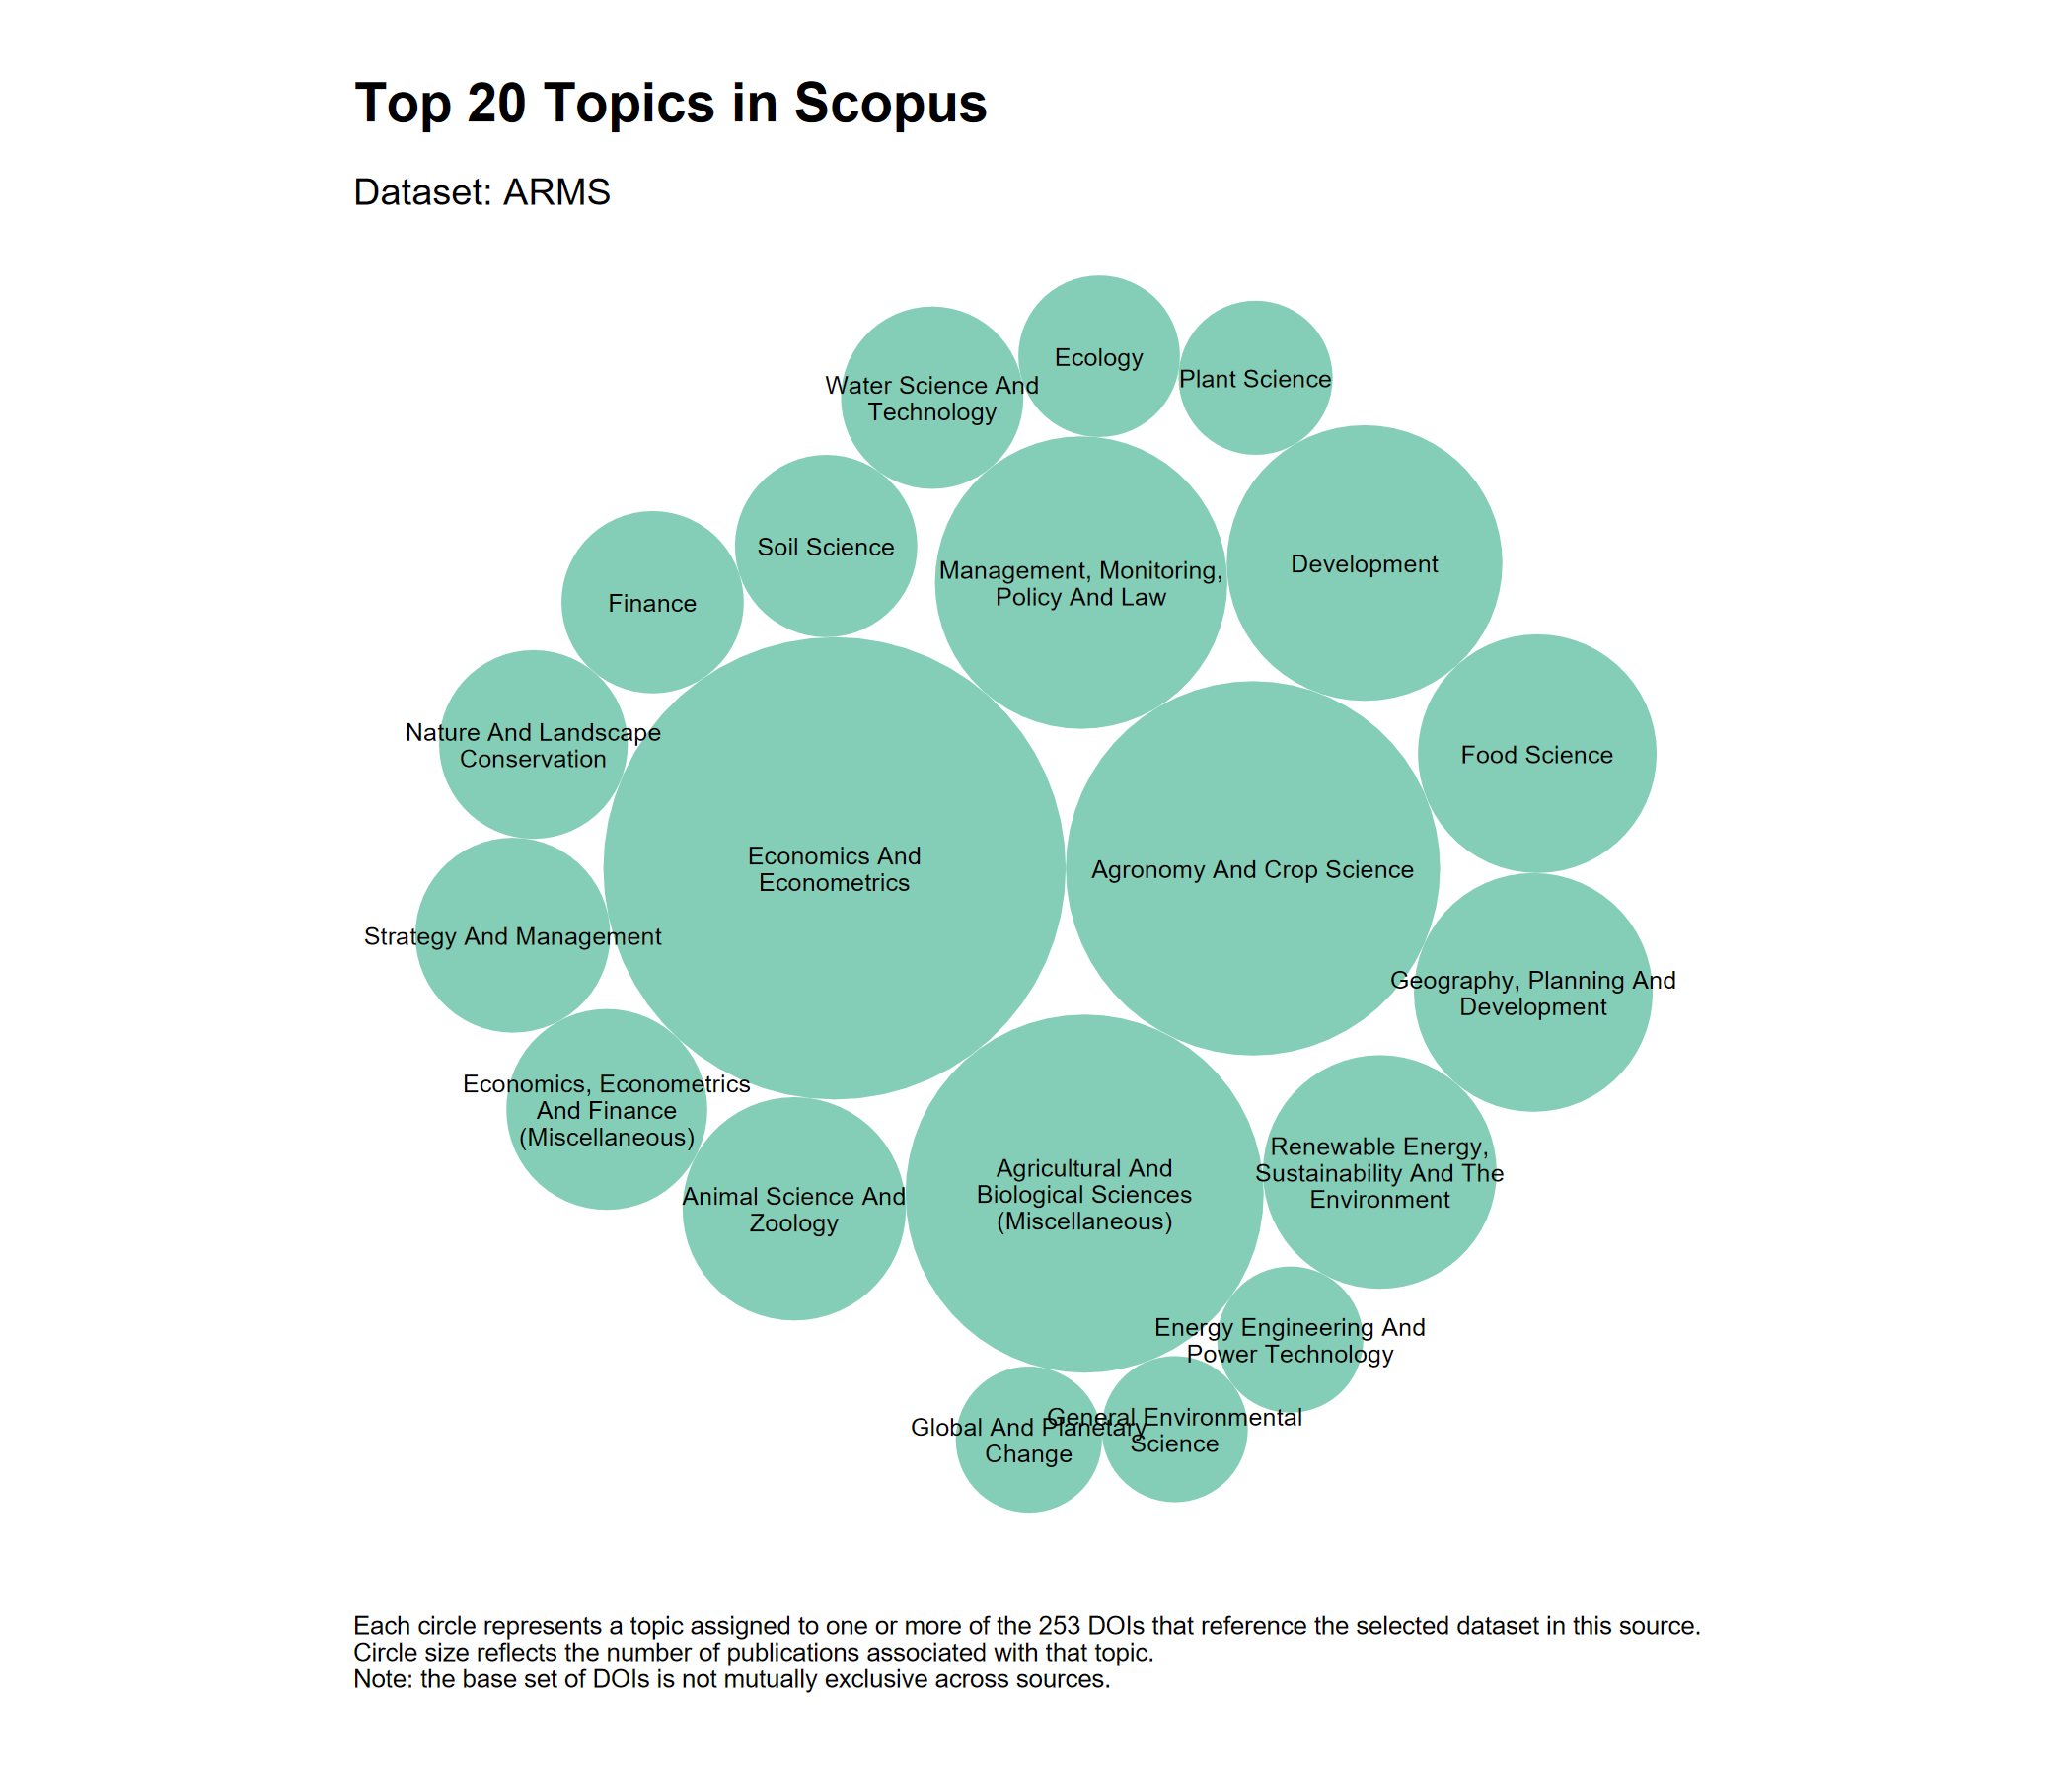 Top 20 Topics in Scopus
Dataset: ARMS
Ecology
Plant Science
Water Science And
Technology
Soil Science
Management, Monitoring,
Policy And Law
Development
Finance
Nature And Landscape
Conservation
Food Science
Economics And
Econometrics
Agronomy And Crop Science
Strategy And Management
Geography, Planning And
Development
Economics, Econometrics
And Finance
(Miscellaneous)
Animal Science And
Zoology
Agricultural And
Biological Sciences
(Miscellaneous)
Renewable Energy,
Sustainability And The
Environment
Energy Engineering And
Power Technology
Global And Planetary
Change
General Environmental
Science
Each circle represents a topic assigned to one or more of the 253 DOIs that reference the selected dataset in this source.
Circle size reflects the number of publications associated with that topic.
Note: the base set of DOIs is not mutually exclusive across sources.